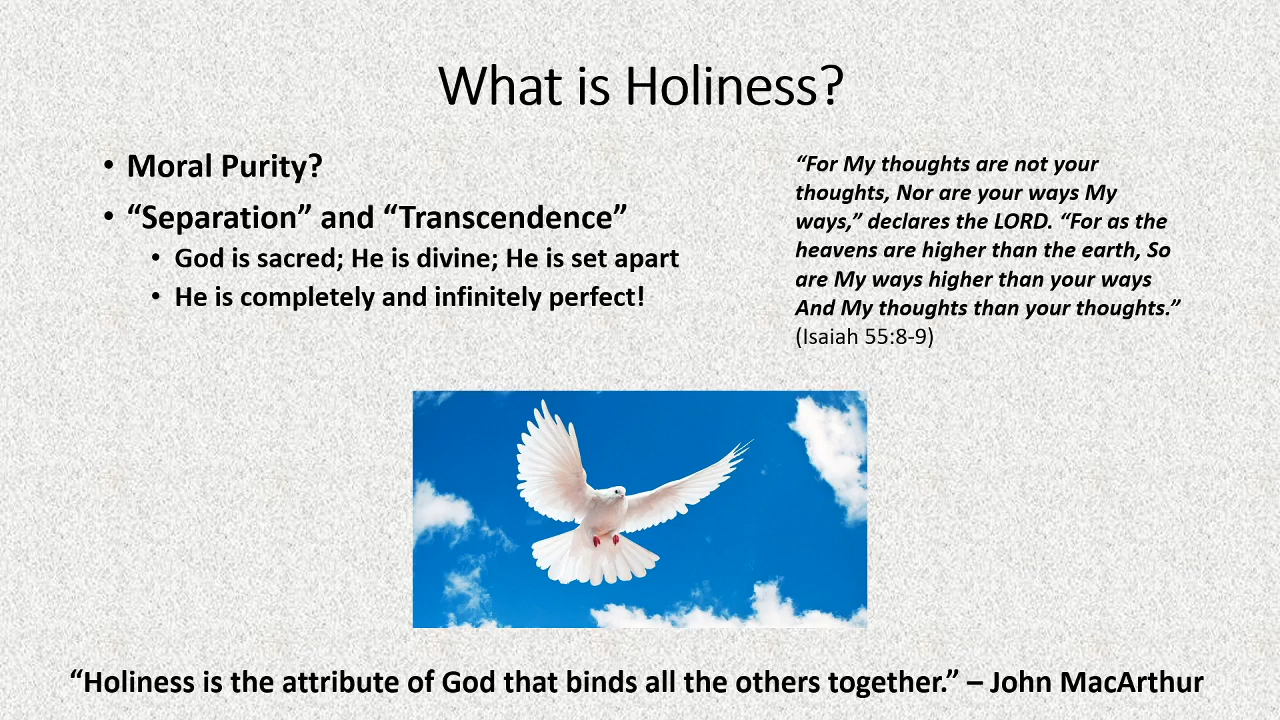 What is Holiness?
• Moral Purity?
• “Separation” and “Transcendence”
• God is sacred; He is divine; He is set apart
• He is completely and infinitely perfect!
“For My thoughts are not your
thoughts, Nor are your ways My
ways,” declares the LORD. “For as the
heavens are higher than the earth, So
are My ways higher than your ways
And My thoughts than your thoughts.”
(Isaiah 55:8-9)
“Holiness is the attribute of God that binds all the others together.” – John MacArthur